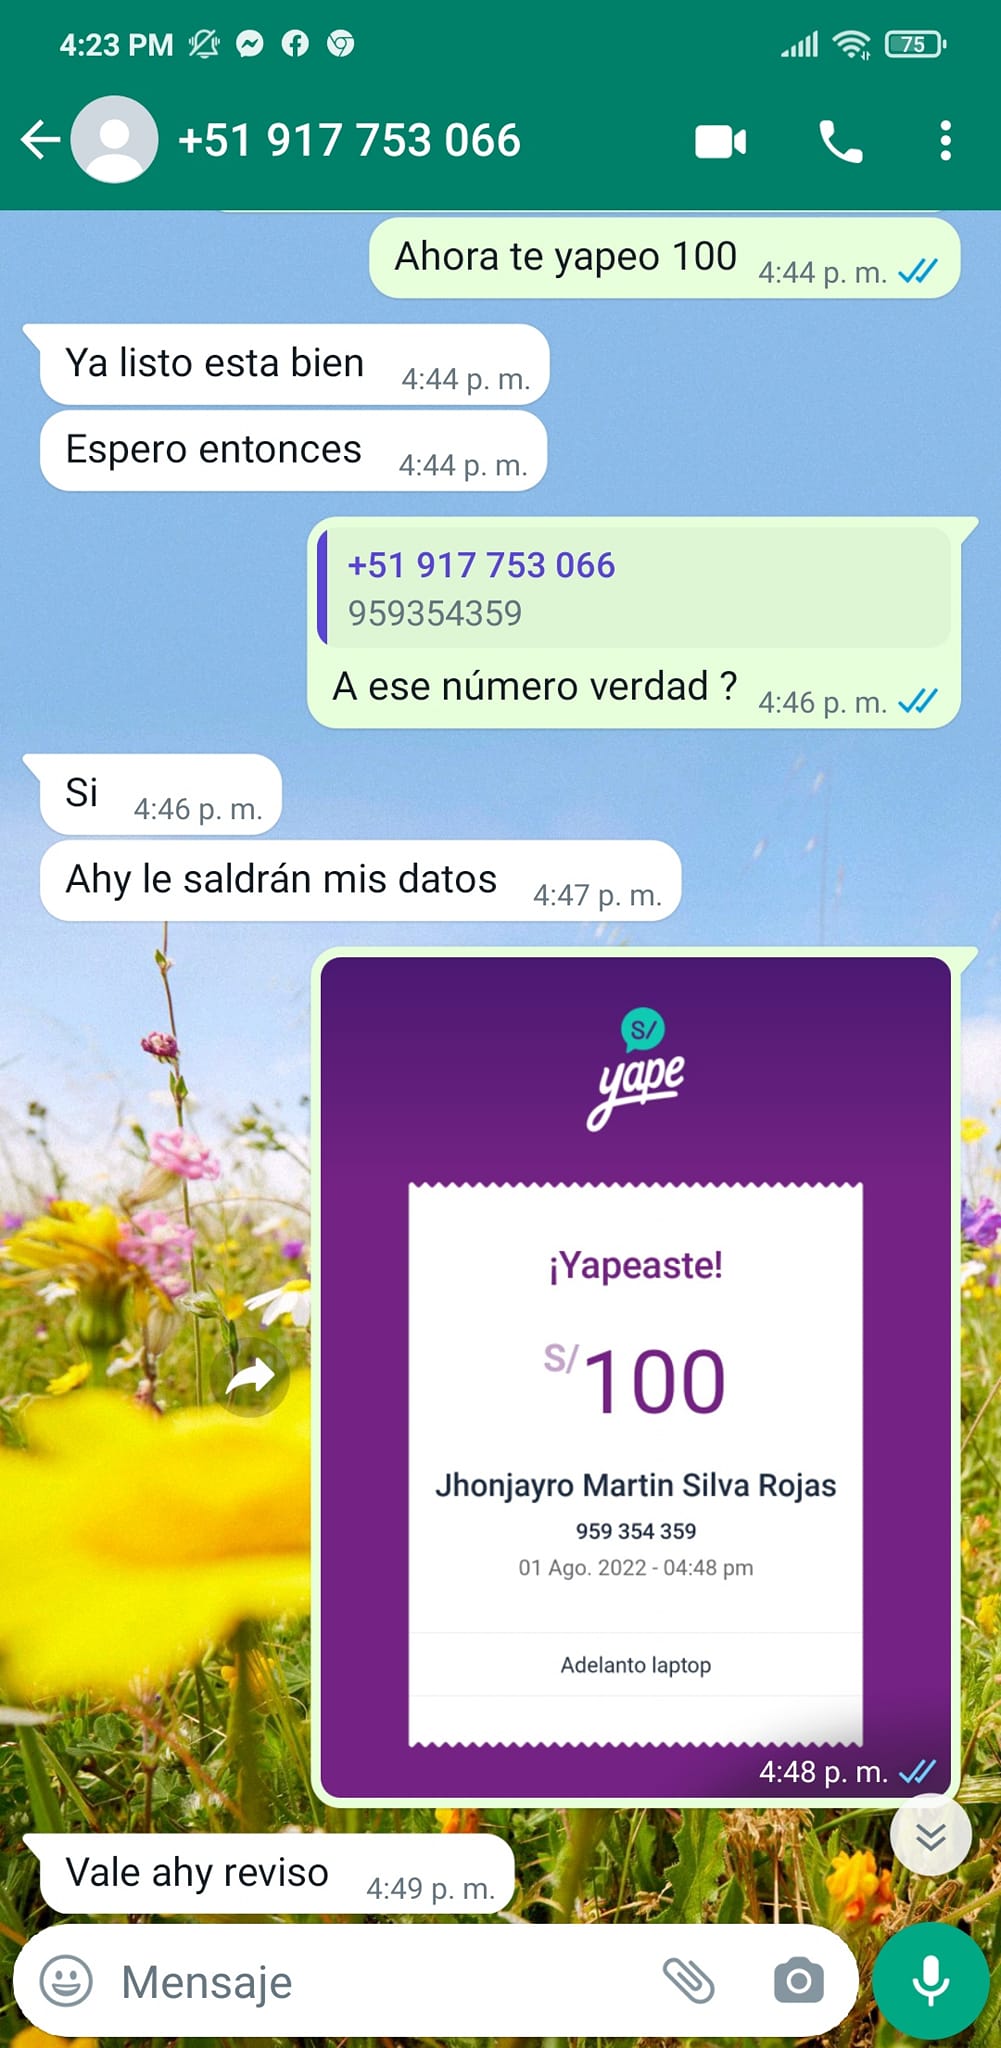 4:23 PM
75
+51 917 753 066
Ahora te yapeo 100 4:44 p. m.
Ya listo esta bien 4:44 p. m.
Espero entonces 4:44 p. m.
+51 917 753 066
959354359
A ese número verdad ? 4:46 p. m.
Si 4:46 p. m.
Ahy le saldrán mis datos 4:47 p. m.
S/
yape
¡Yapeaste!
S/100
Jhonjayro Martin Silva Rojas
959 354 359
01 Ago. 2022 - 04:48 pm
Adelanto laptop
4:48 p. m.
Vale ahy reviso 4:49 p. m.
Mensaje